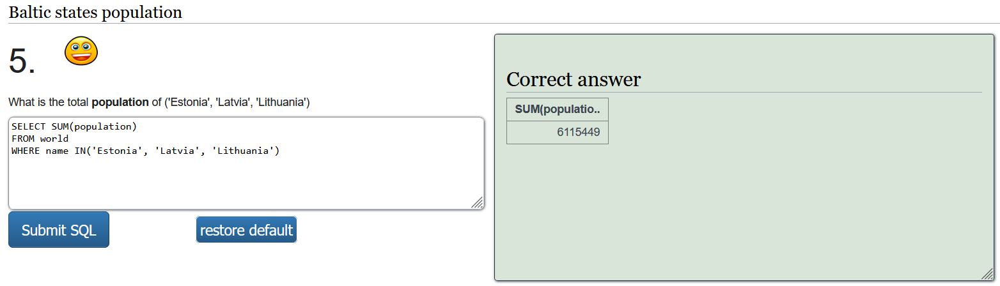 Baltic states population
5.
What is the total population of ('Estonia', 'Latvia', 'Lithuania')
SELECT SUM(population)
FROM world
WHERE name IN('Estonia', 'Latvia', 'Lithuania')
Submit SQL
restore default
Correct answer
SUM(populatio..
6115449